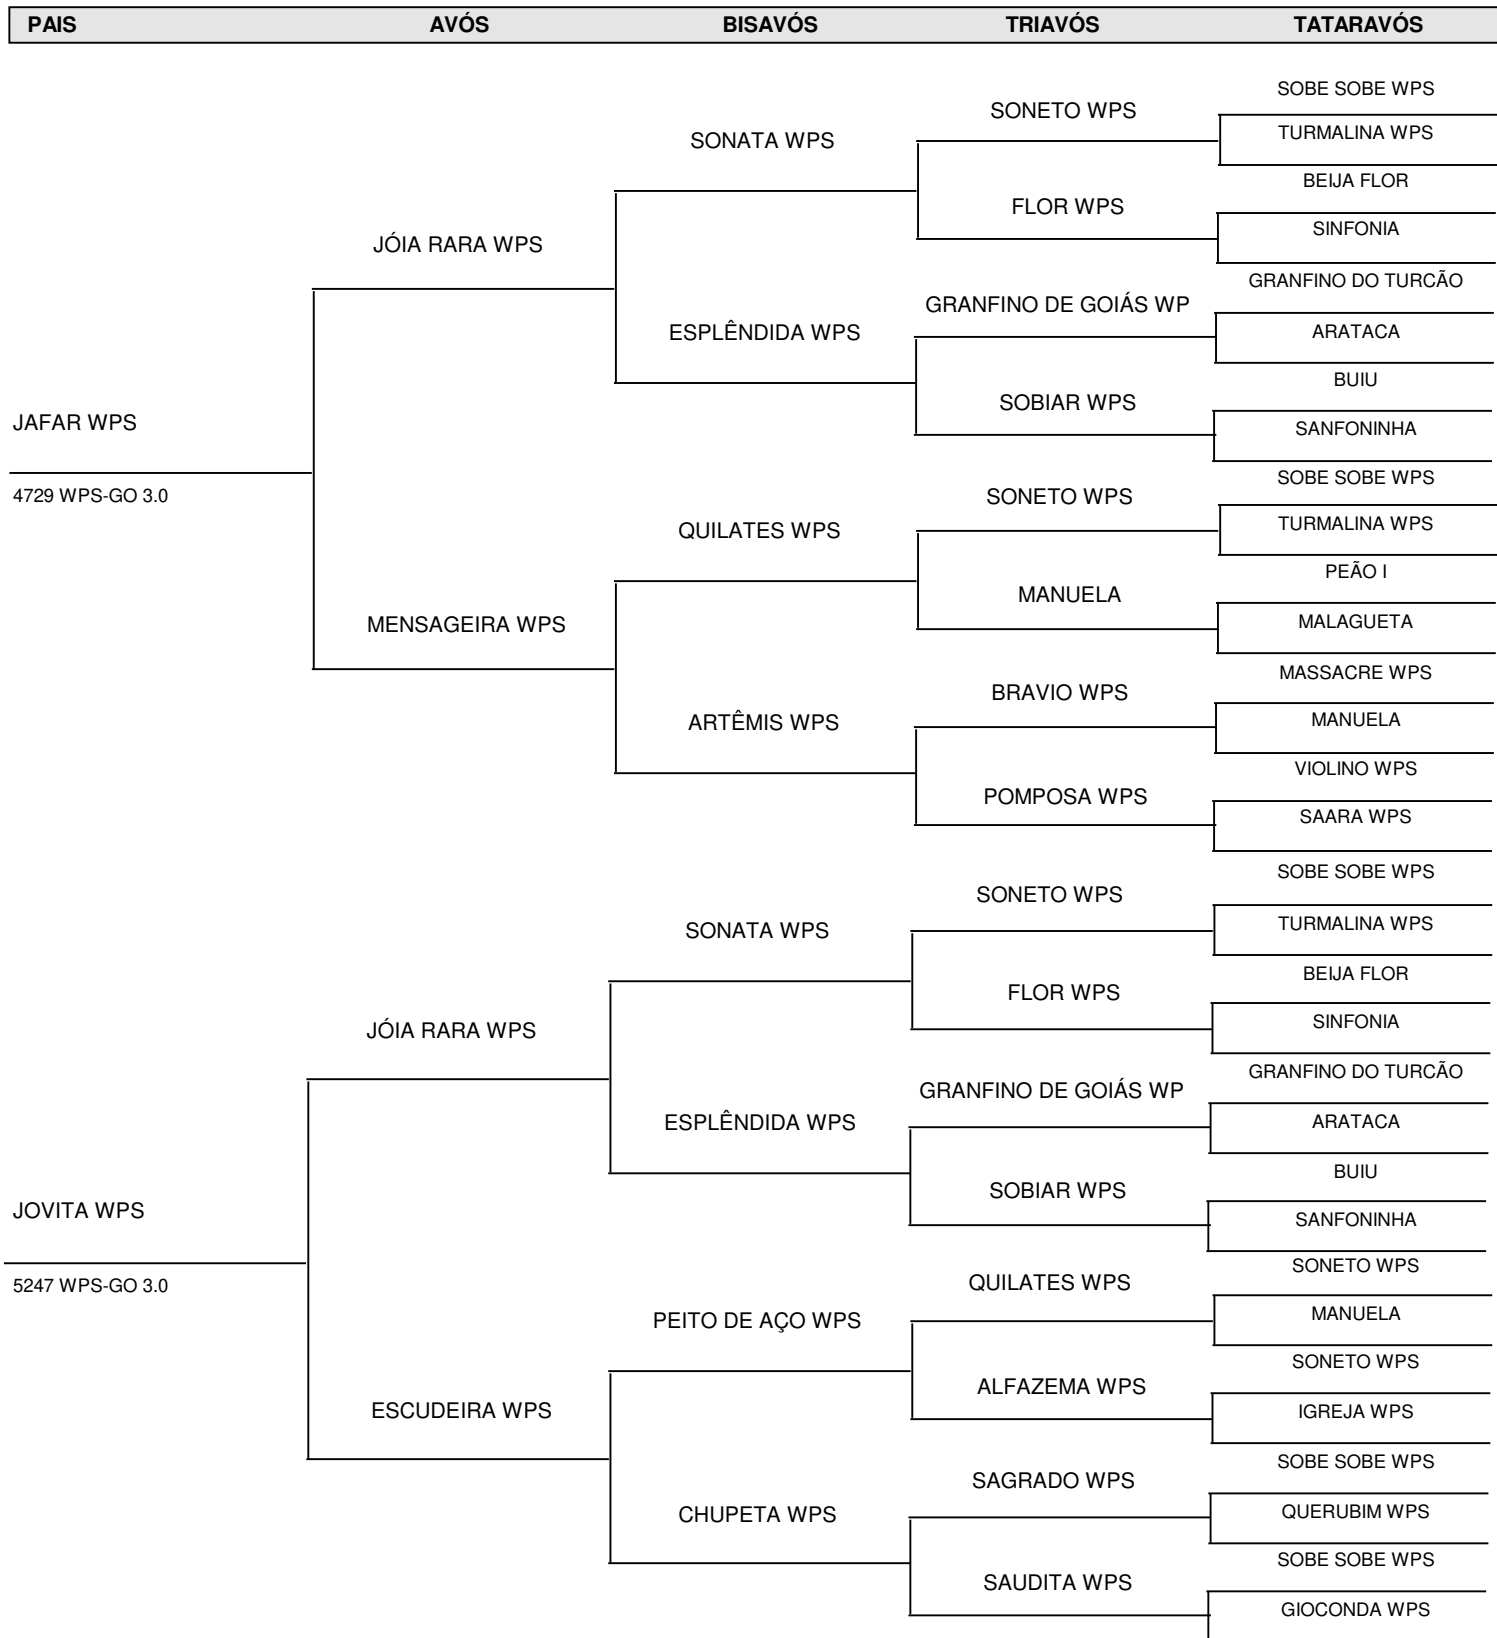 PAIS AVÓS BISAVÓS TRIAVÓS TATARAVÓS
SOBE SOBE WPS
SONETO WPS
TURMALINA WPS
SONATA WPS
BEIJA FLOR
FLOR WPS
SINFONIA
JÓIA RARA WPS
GRANFINO DO TURCÃO
GRANFINO DE GOIÁS WP
ARATACA
ESPLÊNDIDA WPS
BUIU
SOBIAR WPS
SANFONINHA
JAFAR WPS
4729 WPS-GO 3.0
SOBE SOBE WPS
SONETO WPS
TURMALINA WPS
QUILATES WPS
PEÃO I
MANUELA
MALAGUETA
MENSAGEIRA WPS
MASSACRE WPS
BRAVIO WPS
MANUELA
ARTÊMIS WPS
VIOLINO WPS
POMPOSA WPS
SAARA WPS
SOBE SOBE WPS
SONETO WPS
TURMALINA WPS
SONATA WPS
BEIJA FLOR
FLOR WPS
SINFONIA
JÓIA RARA WPS
GRANFINO DO TURCÃO
GRANFINO DE GOIÁS WP
ARATACA
ESPLÊNDIDA WPS
BUIU
SOBIAR WPS
SANFONINHA
JOVITA WPS
5247 WPS-GO 3.0
SONETO WPS
QUILATES WPS
MANUELA
PEITO DE AÇO WPS
SONETO WPS
ALFAZEMA WPS
IGREJA WPS
ESCUDEIRA WPS
SOBE SOBE WPS
SAGRADO WPS
QUERUBIM WPS
CHUPETA WPS
SOBE SOBE WPS
SAUDITA WPS
GIOCONDA WPS